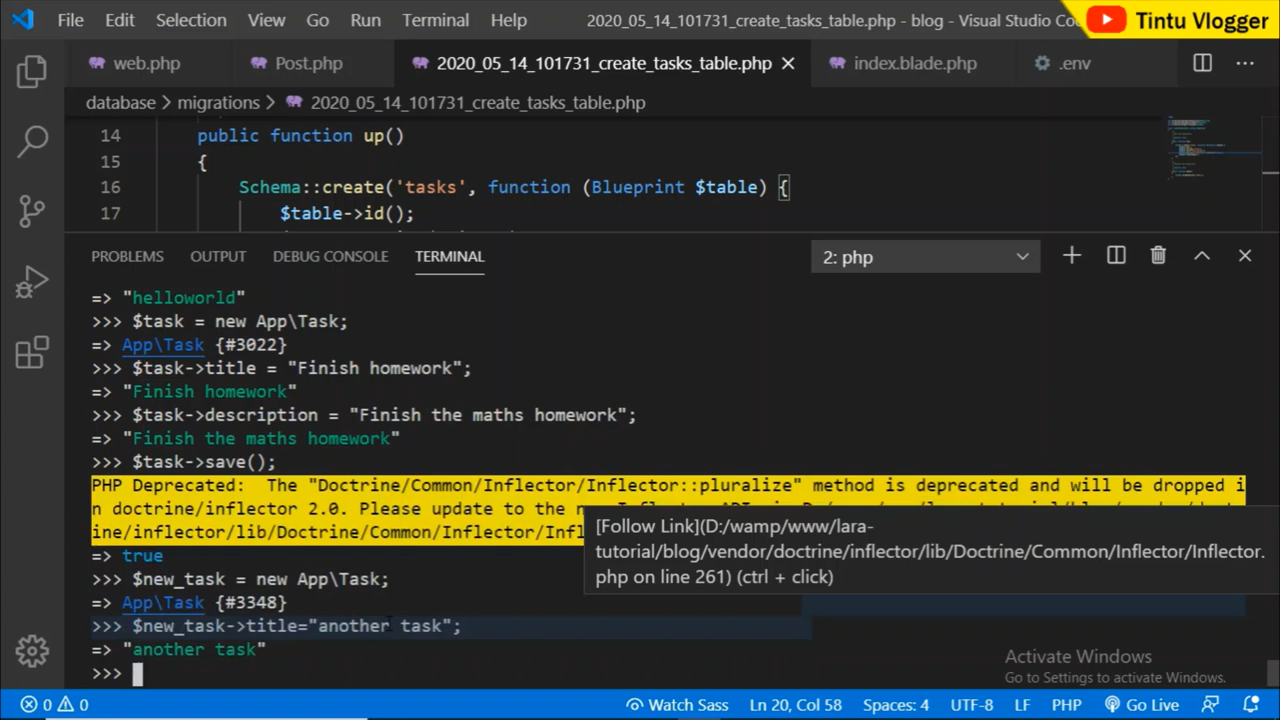 File Edit Selection View Go Run Terminal Help 2020_05_14_101731_create_tasks_table.php - blog - Visual Studio
Tintu Vlogger
web.php Post.php 2020_05_14_101731_create_tasks_table.php index.blade.php .env
database > migrations > 2020_05_14_101731_create_tasks_table.php
14 public function up()
15 {
16 Schema::create('tasks', function (Blueprint $table) {
17 $table->id();
PROBLEMS OUTPUT DEBUG CONSOLE TERMINAL 2: php
=> "helloworld"
>>> $task = new App\Task;
=> App\Task {#3022}
>>> $task->title = "Finish homework";
=> "Finish homework"
>>> $task->description = "Finish the maths homework";
=> "Finish the maths homework"
>>> $task->save();
PHP Deprecated: The "Doctrine/Common/Inflector/Inflector::pluralize" method is deprecated and will be dropped i
n doctrine/inflector 2.0. Please update to the
ine/inflector/lib/Doctrine/Common/Inflector/Inf
[Follow Link](D:/wamp/www/lara-
tutorial/blog/vendor/doctrine/inflector/lib/Doctrine/Common/Inflector/Inflector.
php on line 261) (ctrl + click)
=> true
>>> $new_task = new App\Task;
=> App\Task {#3348}
>>> $new_task->title="another task";
=> "another task"
>>>
Activate Windows
Go to Settings to activate Windows.
0 0 Watch Sass Ln 20, Col 58 Spaces: 4 UTF-8 LF PHP Go Live